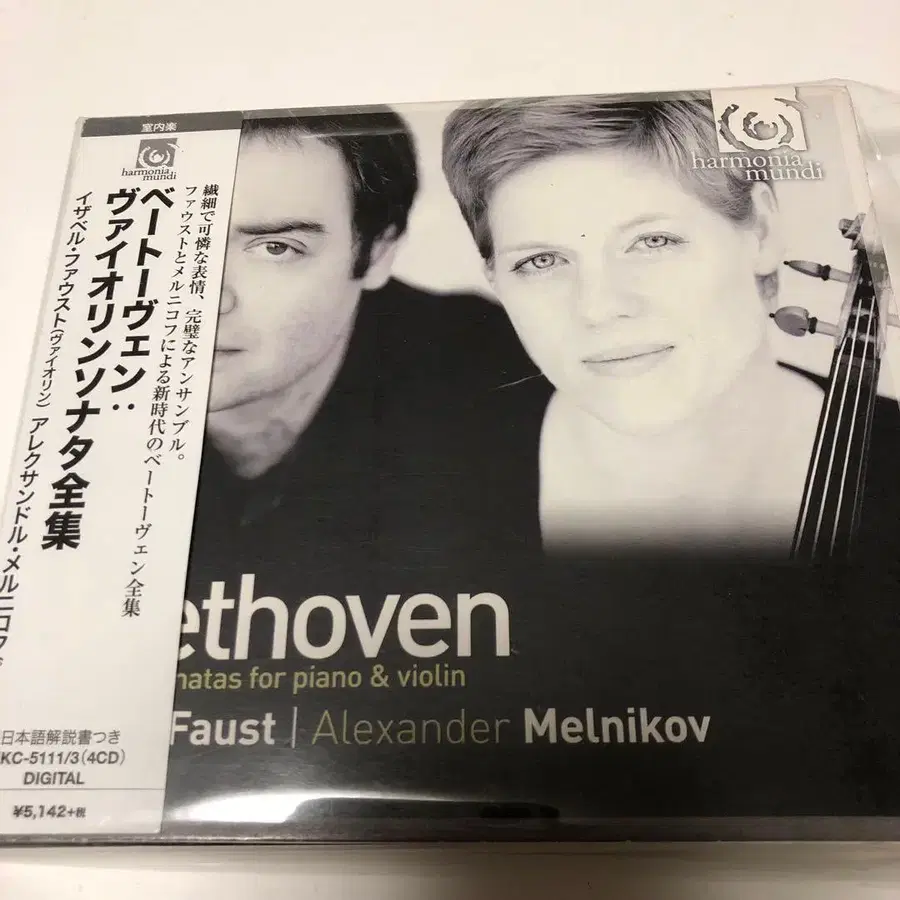 室内楽
harmonia
mundi
繊細で可憐な表情、完璧なアンサンブル。
ファウストとメルニコフによる新時代のベートーヴェン全集
ベートーヴェン：
ヴァイオリンソナタ全集
イザベル・ファウスト（ヴァイオリン） アレクサンドル・メルニコフ
日本語解説書つき
KC-5111/3(4CD)
DIGITAL
¥5,142+税
harmonia
mundi
ethoven
natas for piano & violin
Faust | Alexander Melnikov